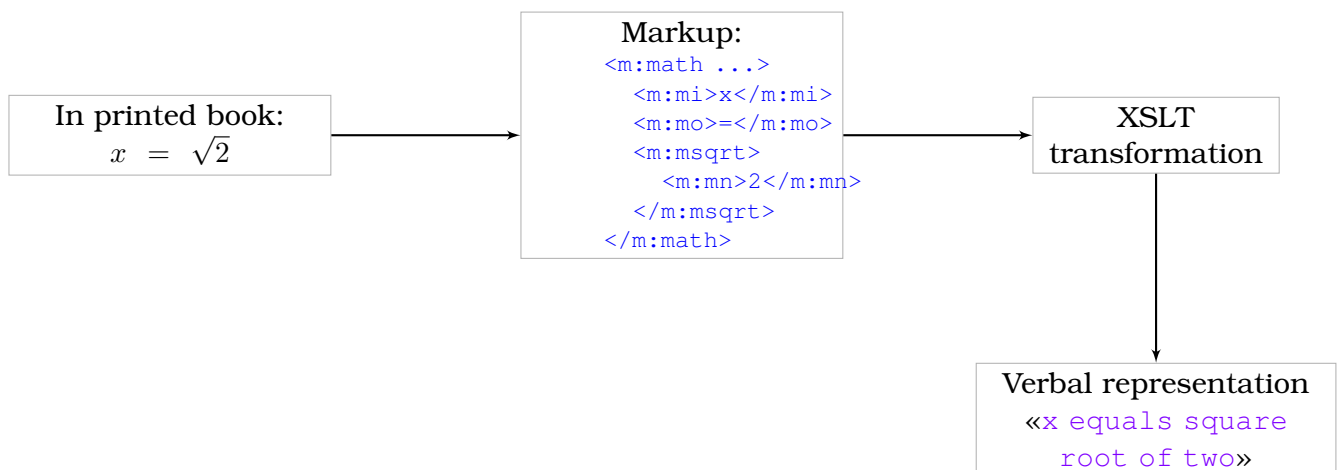 In printed book:
x = √2
Markup:
<m:math ...>
<m:mi>x</m:mi>
<m:mo>=</m:mo>
<m:msqrt>
<m:mn>2</m:mn>
</m:msqrt>
</m:math>
XSLT
transformation
Verbal representation
«x equals square
root of two»